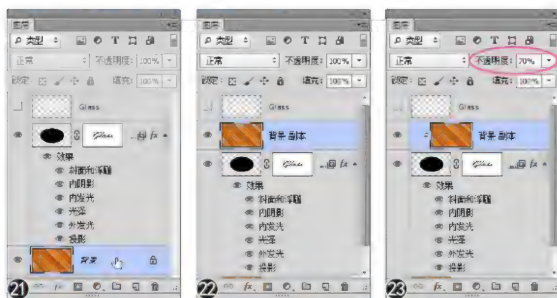 图层
类型
正常 不透明度: 100%
锁定: 填充: 100%
Glass
fx
效果
斜面和浮雕
内阴影
内发光
光泽
外发光
投影
背景
21
图层
类型
正常 不透明度: 100%
锁定: 填充: 100%
Glass
背景 副本
fx
效果
斜面和浮雕
内阴影
内发光
光泽
外发光
投影
22
图层
类型
正常 不透明度: 70%
锁定: 填充: 100%
Glass
背景 副本
fx
效果
斜面和浮雕
内阴影
内发光
光泽
外发光
投影
23